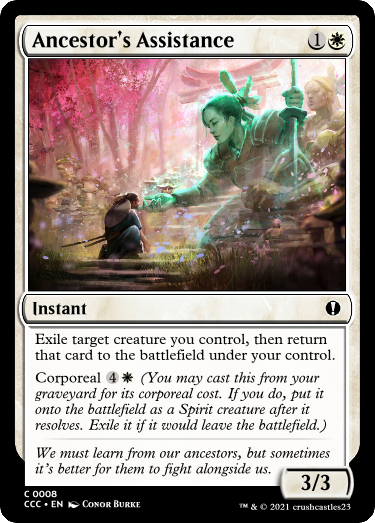 Ancestor's Assistance 1
Instant
Exile target creature you control, then return
that card to the battlefield under your control.
Corporeal 4 (You may cast this from your
graveyard for its corporeal cost. If you do, put it
onto the battlefield as a Spirit creature after it
resolves. Exile it if it would leave the battlefield.)
We must learn from our ancestors, but sometimes
it's better for them to fight alongside us.
3/3
C 0008
CCC • EN Conor Burke
™ & © 2021 crushcastles23